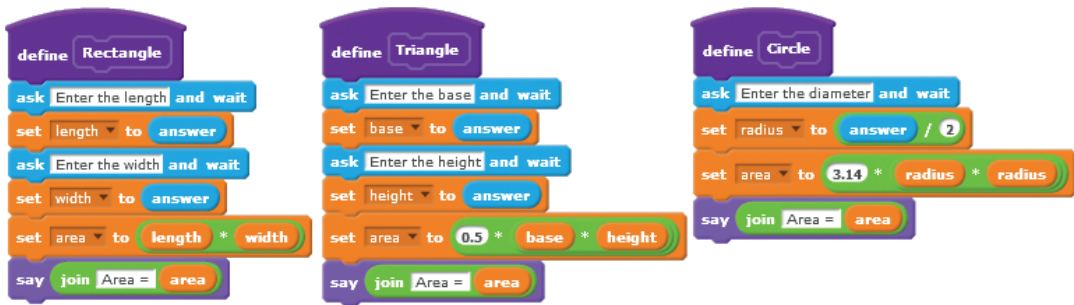 define Rectangle
ask Enter the length and wait
set length to answer
ask Enter the width and wait
set width to answer
set area to length * width
say join Area = area
define Triangle
ask Enter the base and wait
set base to answer
ask Enter the height and wait
set height to answer
set area to 0.5 * base * height
say join Area = area
define Circle
ask Enter the diameter and wait
set radius to answer / 2
set area to 3.14 * radius * radius
say join Area = area